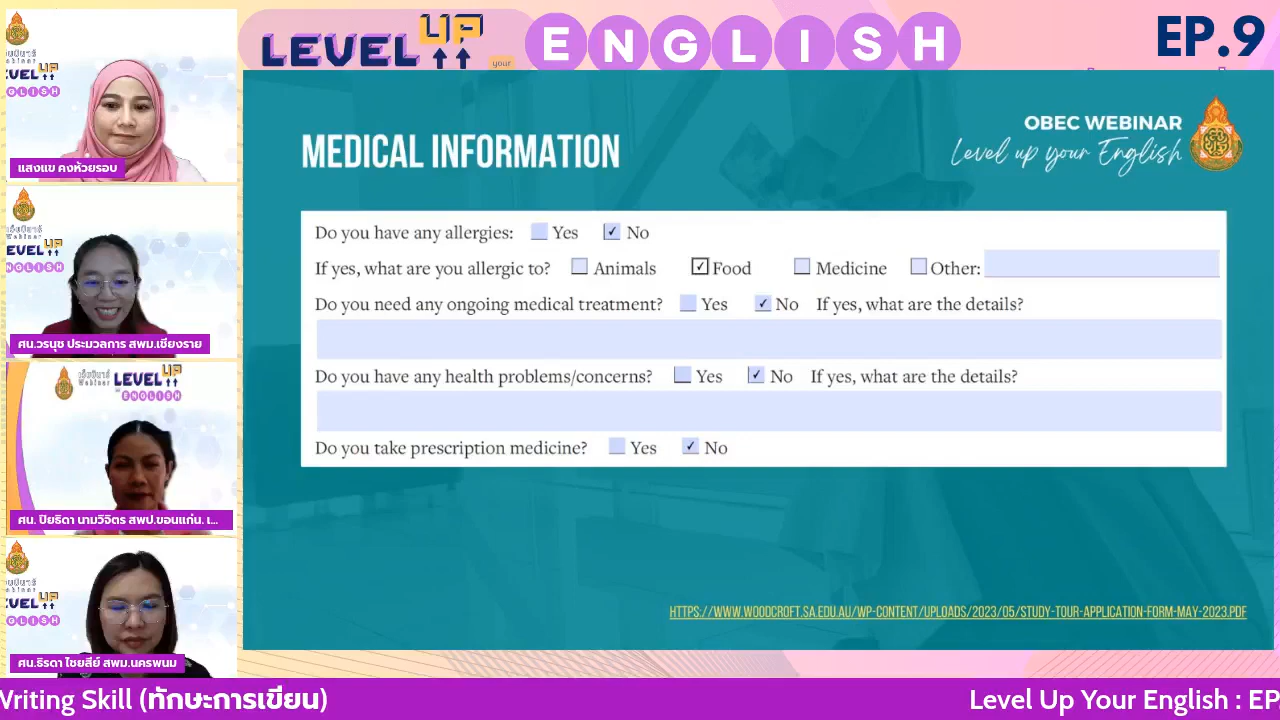 LEVEL UP your ENGLISH
EP.9
OBEC WEBINAR
Level up your English
MEDICAL INFORMATION
Do you have any allergies: Yes ✓ No
If yes, what are you allergic to? Animals ✓ Food Medicine Other:
Do you need any ongoing medical treatment? Yes ✓ No If yes, what are the details?
Do you have any health problems/concerns? Yes ✓ No If yes, what are the details?
Do you take prescription medicine? Yes ✓ No
HTTPS://WWW.WOODCROFT.SA.EDU.AU/WP-CONTENT/UPLOADS/2023/05/STUDY-TOUR-APPLICATION-FORM-MAY-2023.PDF
แสงแข คงห้วยรอบ
ศน.วรนุช ประมวลการ สพม.เชียงราย
LEVEL UP
ENGLISH
ศน. ปิยธิดา นามวิจิตร สพป.ขอนแก่น. เ...
ศน.ธิรดา ไชยสีย์ สพม.นครพนม
Writing Skill (ทักษะการเขียน)
Level Up Your English : EP.